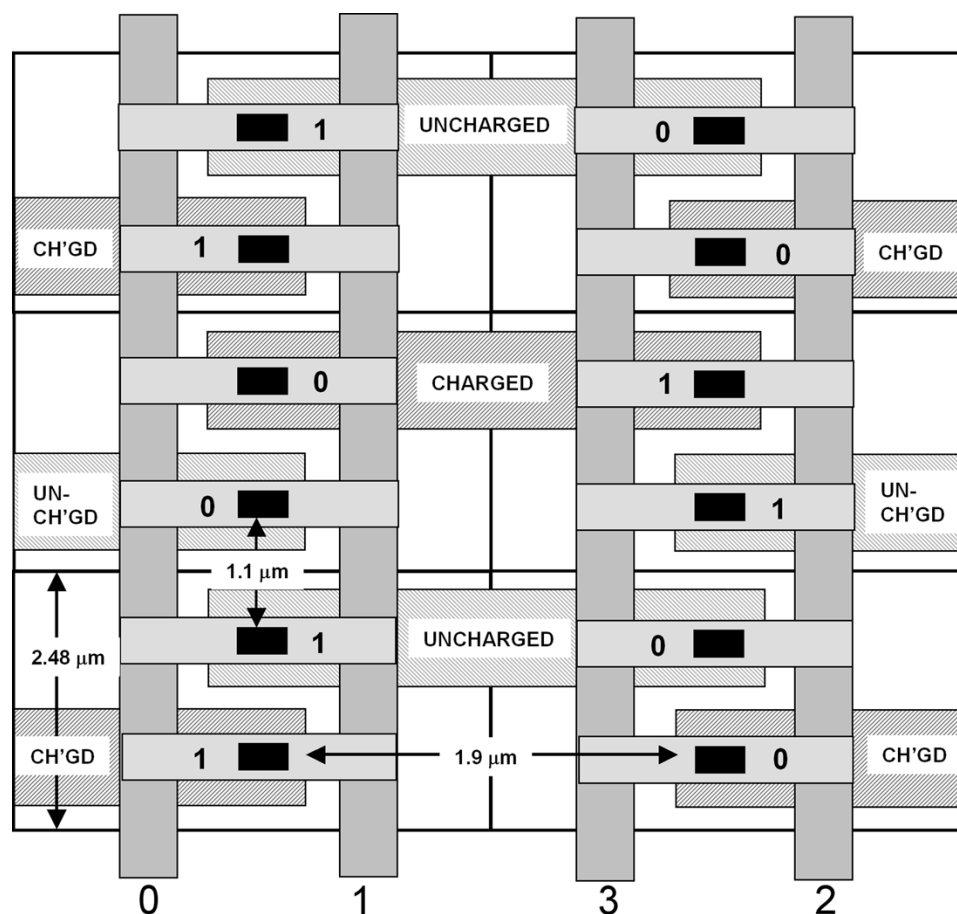 1 UNCHARGED 0
CH'GD 1 0 CH'GD
0 CHARGED 1
UN-
CH'GD
0 1
UN-
CH'GD
1.1 μm
1 UNCHARGED 0
2.48 μm
CH'GD 1 1.9 μm 0 CH'GD
0 1 3 2